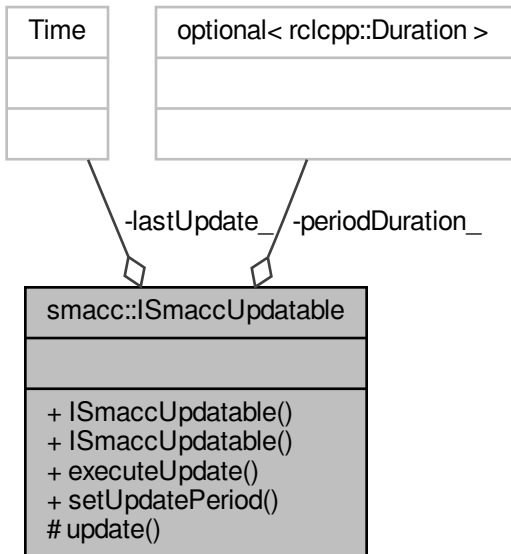 Time
optional< rclcpp::Duration >
-lastUpdate_
-periodDuration_
smacc::ISmaccUpdatable
+ ISmaccUpdatable()
+ ISmaccUpdatable()
+ executeUpdate()
+ setUpdatePeriod()
# update()